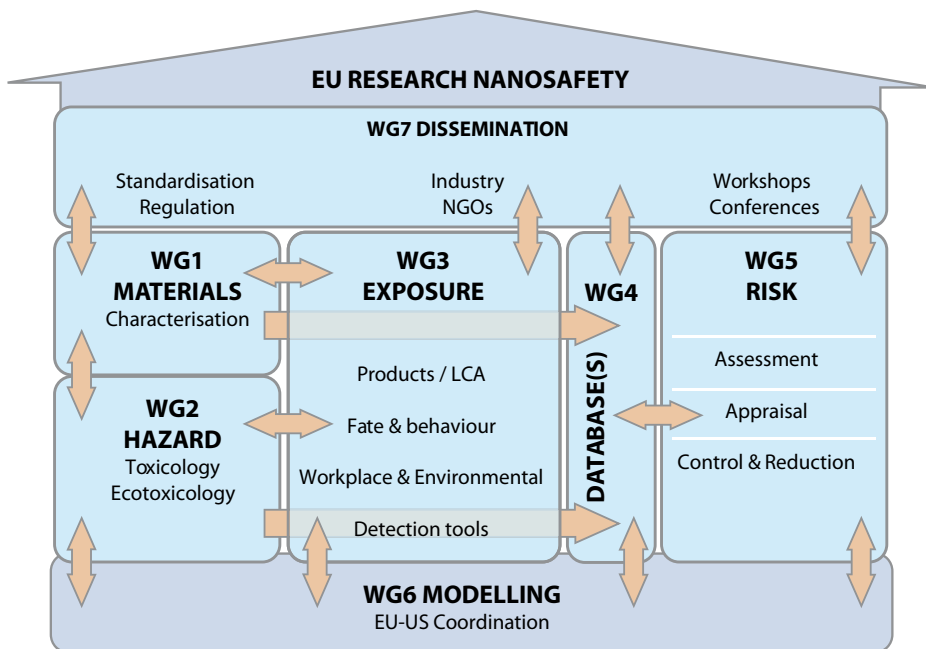 EU RESEARCH NANOSAFETY
WG7 DISSEMINATION
Standardisation
Regulation
Industry
NGOs
Workshops
Conferences
WG1
MATERIALS
Characterisation
WG2
HAZARD
Toxicology
Ecotoxicology
WG3
EXPOSURE
Products / LCA
Fate & behaviour
Workplace & Environmental
Detection tools
WG4
DATABASE(S)
WG5
RISK
Assessment
Appraisal
Control & Reduction
WG6 MODELLING
EU-US Coordination